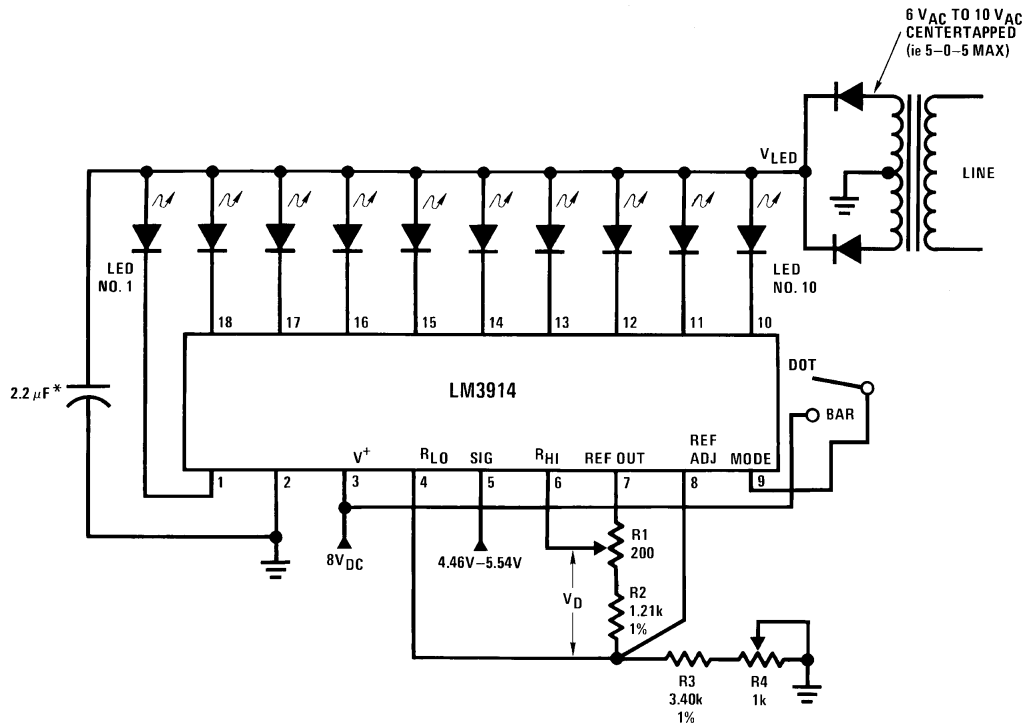 6 VAC TO 10 VAC
CENTERTAPPED
(ie 5–0–5 MAX)
VLED
LINE
LED
NO. 1
LED
NO. 10
18
17
16
15
14
13
12
11
10
2.2 μF*
LM3914
DOT
BAR
V+
RLO
SIG
RHI
REF OUT
REF
ADJ
MODE
1
2
3
4
5
6
7
8
9
8VDC
4.46V–5.54V
R1
200
VD
R2
1.21k
1%
R3
3.40k
1%
R4
1k